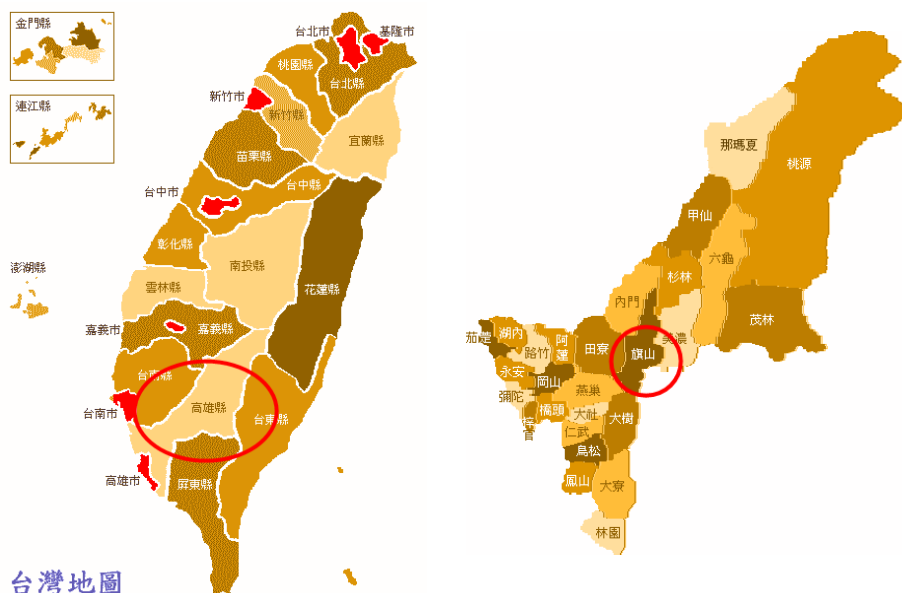 金門縣
連江縣
澎湖縣
台北市
基隆市
桃園縣
台北縣
新竹市
新竹縣
宜蘭縣
苗栗縣
台中市
台中縣
彰化縣
南投縣
花蓮縣
雲林縣
嘉義市
嘉義縣
台南縣
台南市
高雄縣
台東縣
高雄市
屏東縣
台灣地圖
那瑪夏
桃源
甲仙
六龜
杉林
內門
茂林
茄萣
湖內
路竹
阿蓮
田寮
旗山
美濃
永安
岡山
燕巢
彌陀
梓官
橋頭
大社
大樹
仁武
鳥松
鳳山
大寮
林園